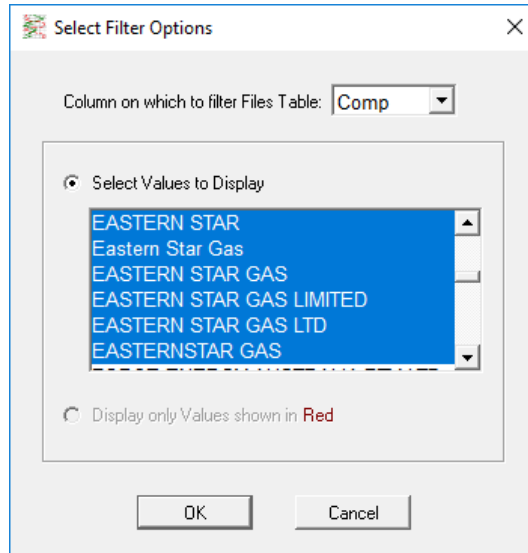 Select Filter Options
Column on which to filter Files Table: Comp
Select Values to Display
EASTERN STAR
Eastern Star Gas
EASTERN STAR GAS
EASTERN STAR GAS LIMITED
EASTERN STAR GAS LTD
EASTERNSTAR GAS
Display only Values shown in Red
OK Cancel